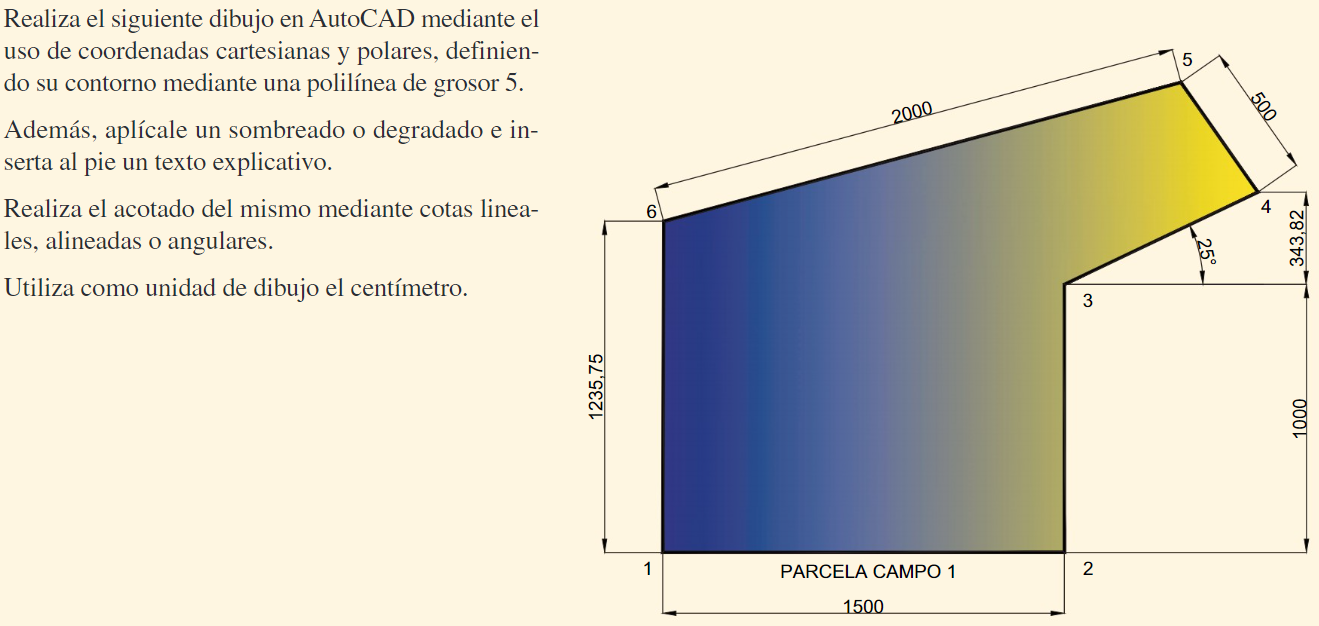 Realiza el siguiente dibujo en AutoCAD mediante el
uso de coordenadas cartesianas y polares, definien-
do su contorno mediante una polilínea de grosor 5.
Además, aplícale un sombreado o degradado e in-
serta al pie un texto explicativo.
Realiza el acotado del mismo mediante cotas linea-
les, alineadas o angulares.
Utiliza como unidad de dibujo el centímetro.
5
2000
500
6
4
343,82
25°
3
1235,75
1000
1
PARCELA CAMPO 1
2
1500